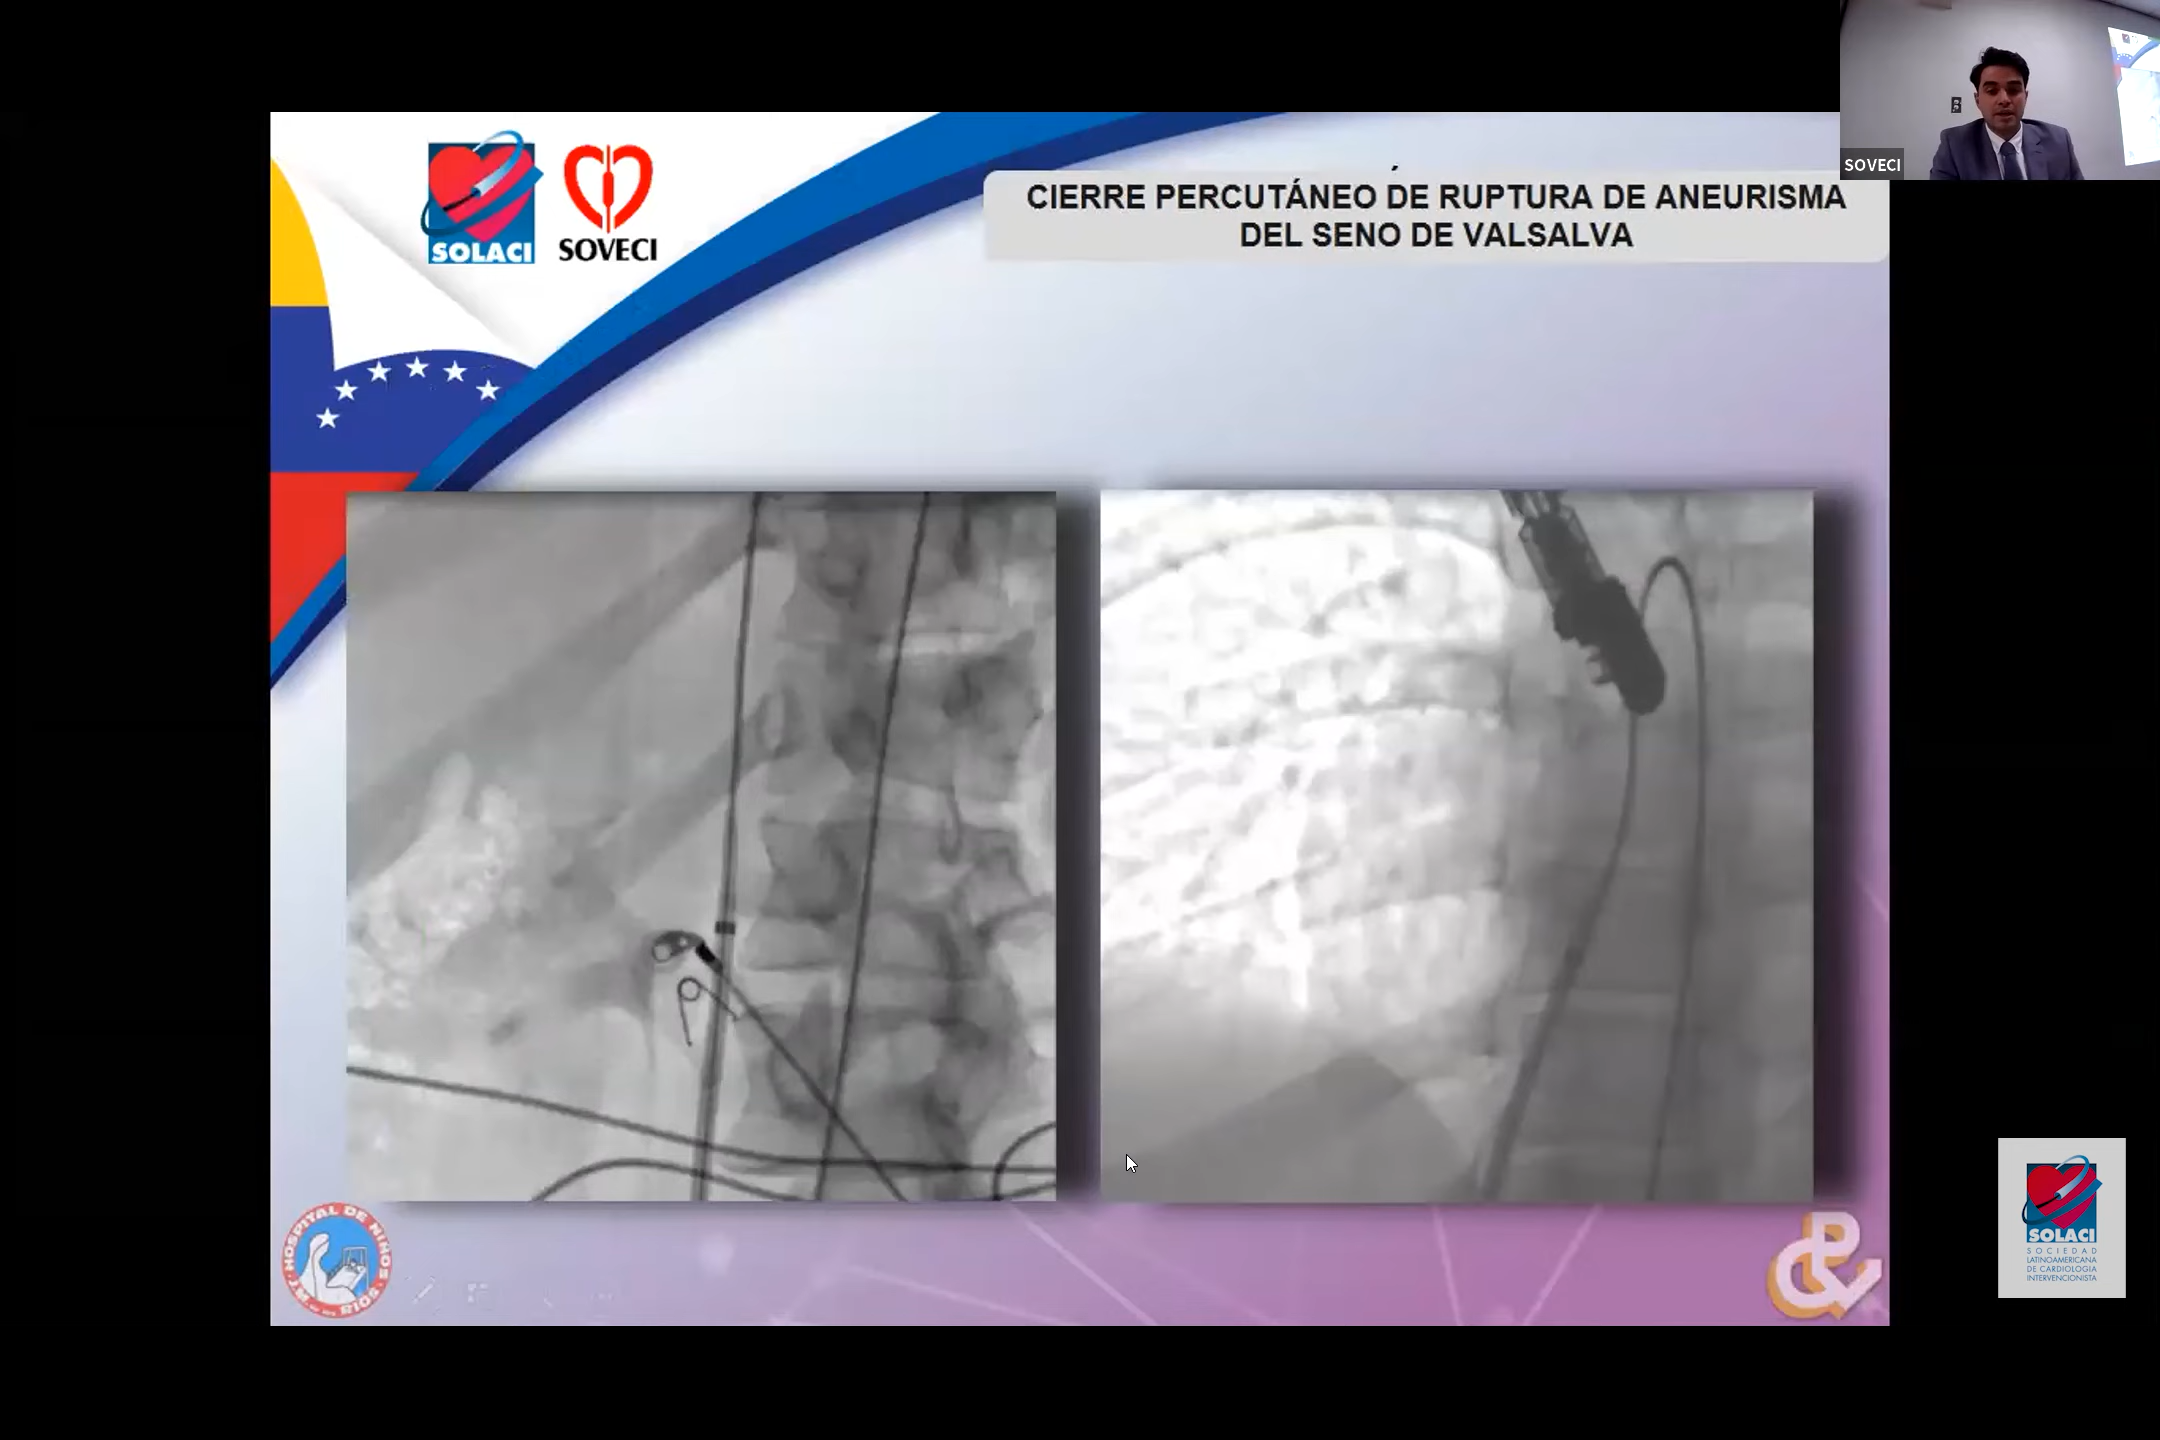 SOVECI
SOLACI
SOVECI
CIERRE PERCUTÁNEO DE RUPTURA DE ANEURISMA
DEL SENO DE VALSALVA
HOSPITAL DE NIÑOS
RIOS
SOLACI
SOCIEDAD
LATINOAMERICANA
DE CARDIOLOGIA
INTERVENCIONISTA